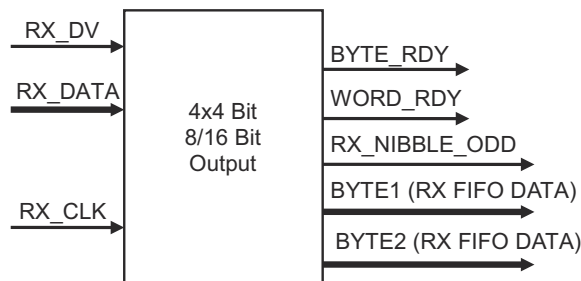 RX_DV
RX_DATA
RX_CLK
4x4 Bit
8/16 Bit
Output
BYTE_RDY
WORD_RDY
RX_NIBBLE_ODD
BYTE1 (RX FIFO DATA)
BYTE2 (RX FIFO DATA)